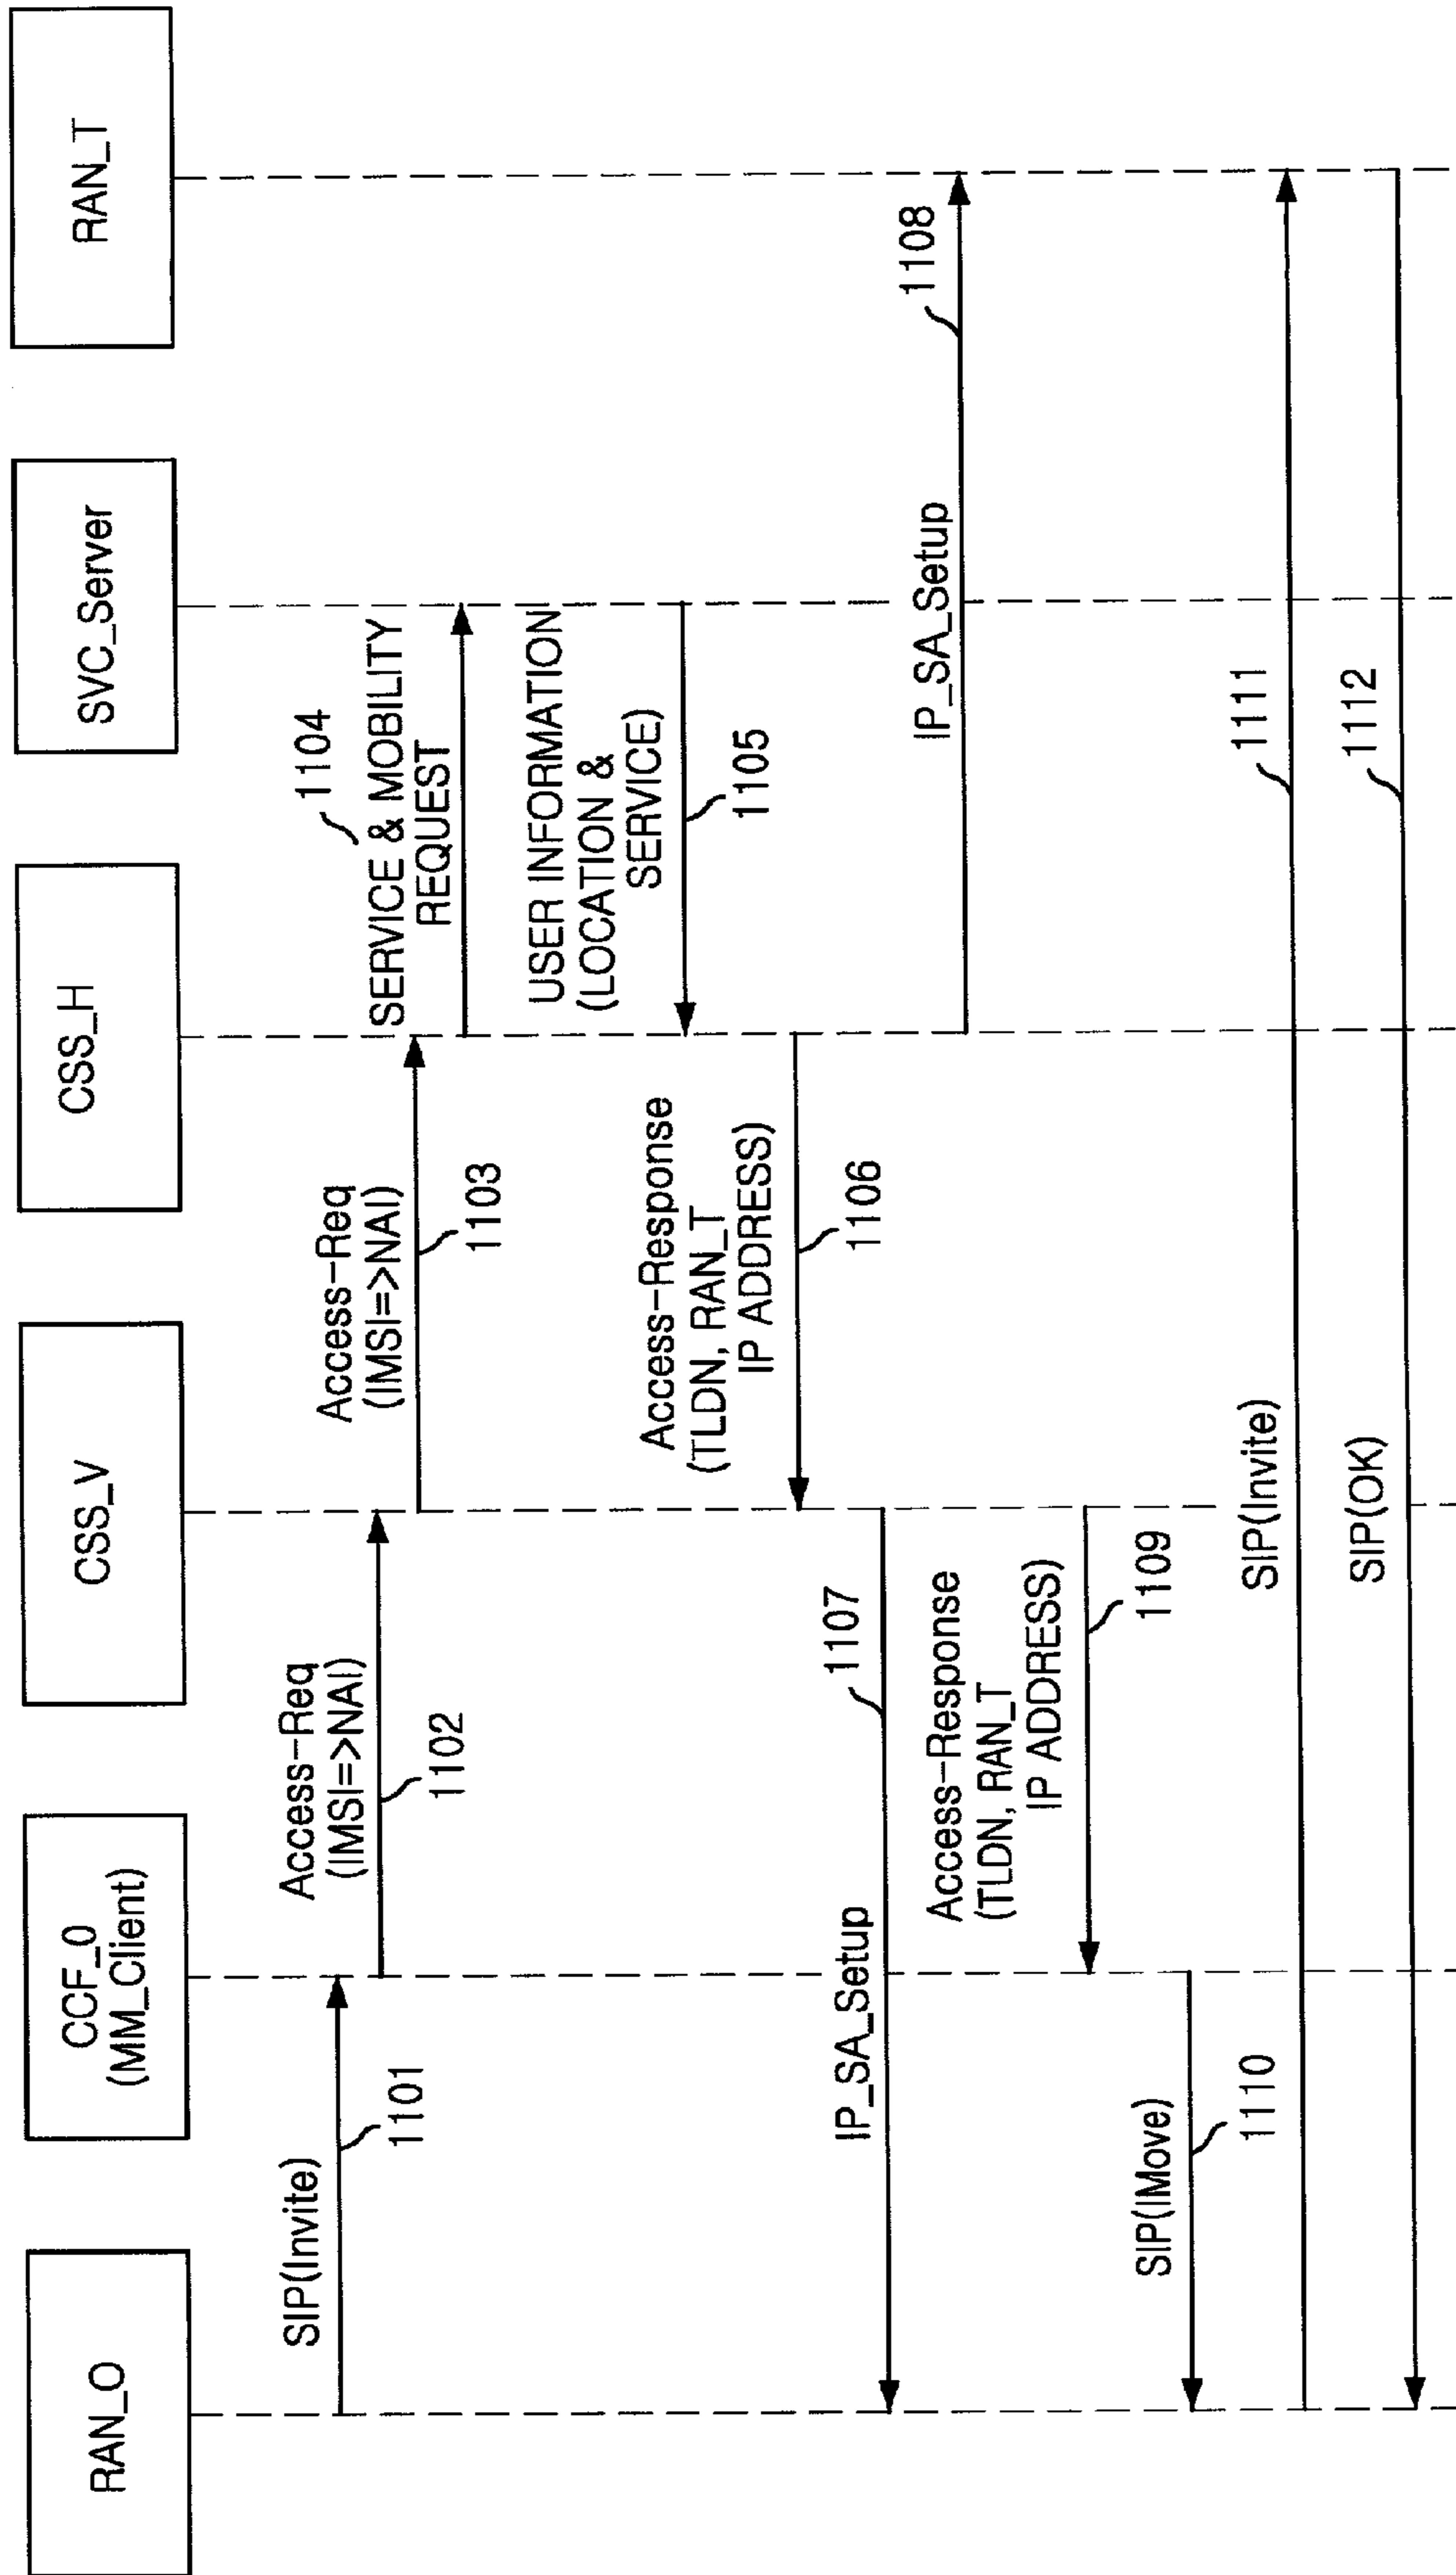 RAN_O
CCF_0
(MM_Client)
CSS_V
CSS_H
SVC_Server
RAN_T
SIP(Invite)
1101
Access-Req
(IMSI=>NAI)
1102
Access-Req
(IMSI=>NAI)
1103
1104
SERVICE & MOBILITY
REQUEST
USER INFORMATION
(LOCATION &
SERVICE)
1105
Access-Response
(TLDN, RAN_T
IP ADDRESS)
1106
IP_SA_Setup
1107
IP_SA_Setup
1108
Access-Response
(TLDN, RAN_T
IP ADDRESS)
1109
SIP(IMove)
1110
SIP(Invite)
1111
SIP(OK)
1112